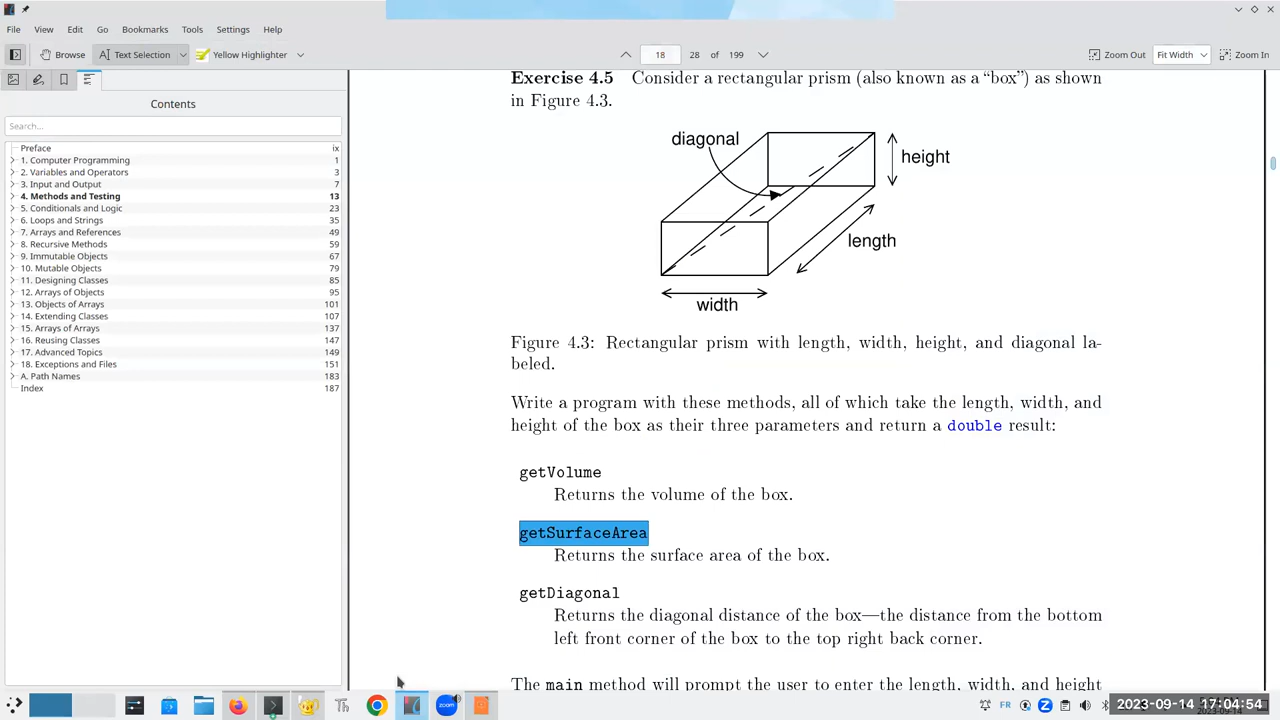 File View Edit Go Bookmarks Tools Settings Help
Browse Text Selection Yellow Highlighter 18 28 of 199 Zoom Out Fit Width Zoom In
Contents
Search...
Preface ix
1. Computer Programming 1
2. Variables and Operators 3
3. Input and Output 7
4. Methods and Testing 13
5. Conditionals and Logic 23
6. Loops and Strings 35
7. Arrays and References 49
8. Recursive Methods 59
9. Immutable Objects 67
10. Mutable Objects 79
11. Designing Classes 85
12. Arrays of Objects 95
13. Objects of Arrays 101
14. Extending Classes 107
15. Arrays of Arrays 137
16. Reusing Classes 147
17. Advanced Topics 149
18. Exceptions and Files 151
A. Path Names 183
Index 187
Exercise 4.5 Consider a rectangular prism (also known as a “box”) as shown
in Figure 4.3.
diagonal
height
length
width
Figure 4.3: Rectangular prism with length, width, height, and diagonal la-
beled.
Write a program with these methods, all of which take the length, width, and
height of the box as their three parameters and return a double result:
getVolume
Returns the volume of the box.
getSurfaceArea
Returns the surface area of the box.
getDiagonal
Returns the diagonal distance of the box—the distance from the bottom
left front corner of the box to the top right back corner.
The main method will prompt the user to enter the length, width, and height
zoom
FR
2023-09-14 17:04:54